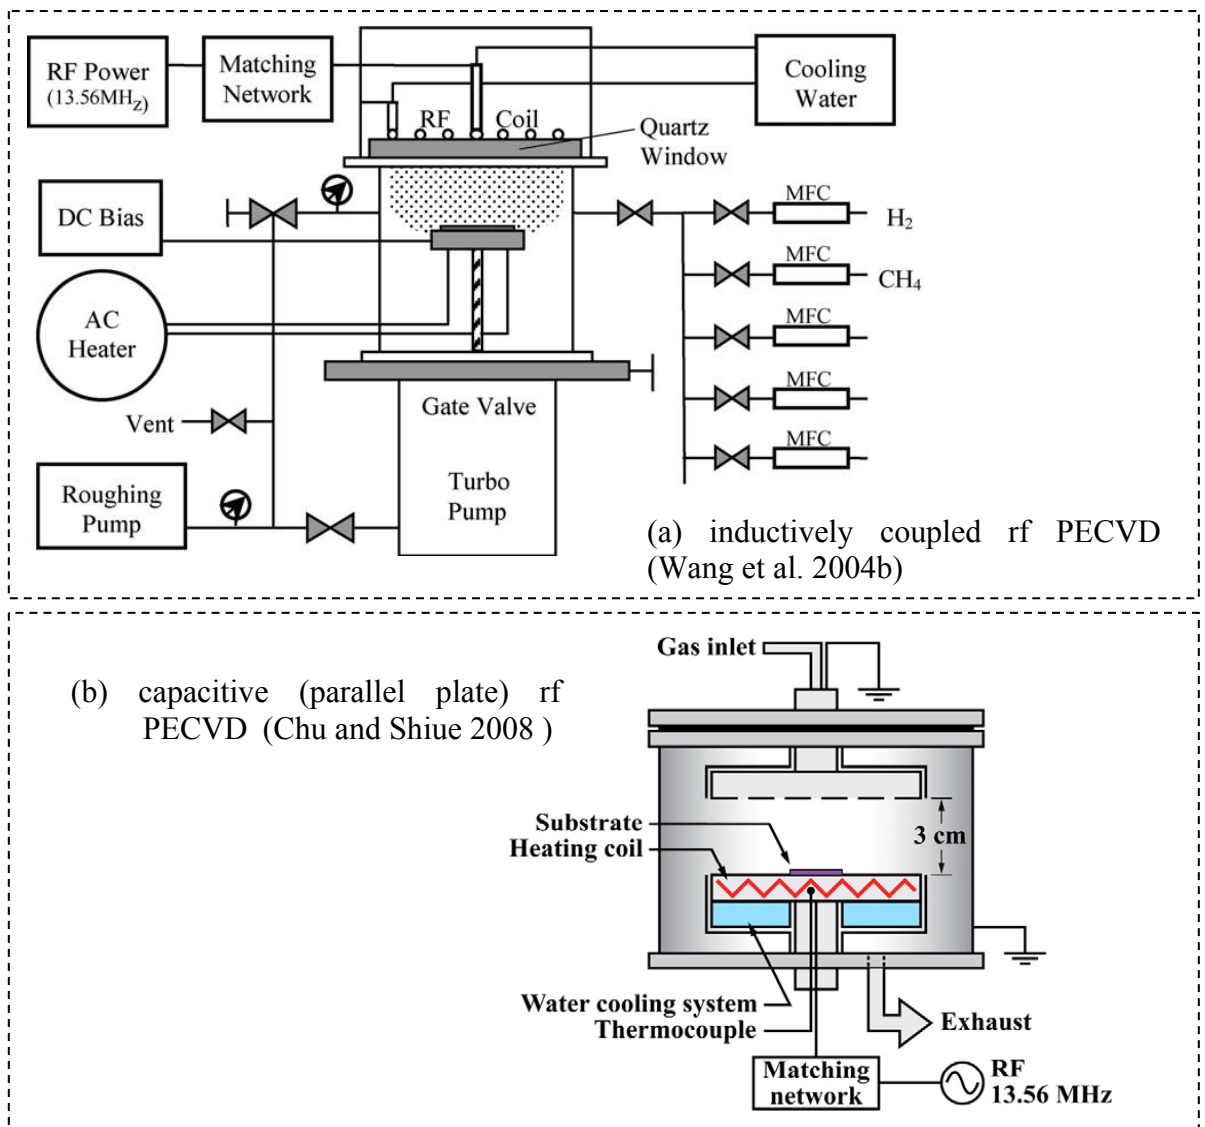 RF Power
(13.56MHz)
Matching
Network
Cooling
Water
RF Coil
Quartz
Window
DC Bias
MFC
H2
MFC
CH4
AC
Heater
MFC
MFC
MFC
Vent
Gate Valve
Roughing
Pump
Turbo
Pump
(a) inductively coupled rf PECVD
(Wang et al. 2004b)
(b) capacitive (parallel plate) rf
PECVD (Chu and Shiue 2008 )
Gas inlet
Substrate
Heating coil
3 cm
Water cooling system
Thermocouple
Exhaust
Matching
network
RF
13.56 MHz